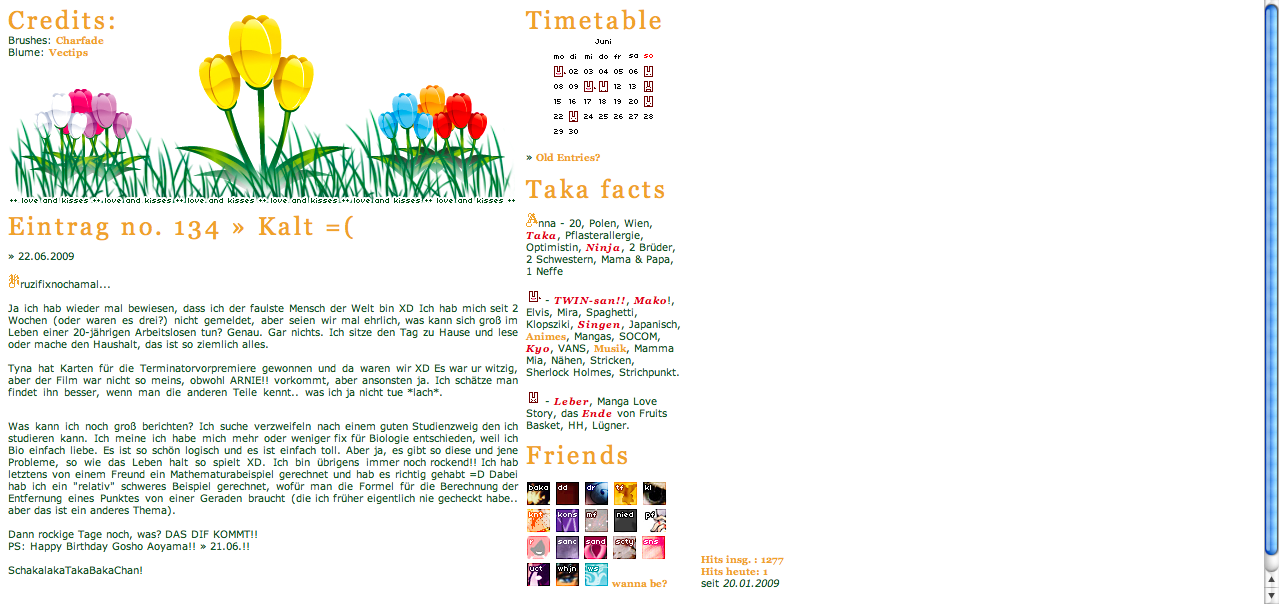 Credits:
Brushes: Charfade
Blume: Vectips
++ love and kisses ++ love and kisses ++ love and kisses ++ love and kisses ++ love and kisses ++ love and kisses ++
Eintrag no. 134 » Kalt =(
» 22.06.2009
Kruzifixnochamal...
Ja ich hab wieder mal bewiesen, dass ich der faulste Mensch der Welt bin XD Ich hab mich seit 2
Wochen (oder waren es drei?) nicht gemeldet, aber seien wir mal ehrlich, was kann sich groß im
Leben einer 20-jährigen Arbeitslosen tun? Genau. Gar nichts. Ich sitze den Tag zu Hause und lese
oder mache den Haushalt, das ist so ziemlich alles.
Tyna hat Karten für die Terminatorvorpremiere gewonnen und da waren wir XD Es war ur witzig,
aber der Film war nicht so meins, obwohl ARNIE!! vorkommt, aber ansonsten ja. Ich schätze man
findet ihn besser, wenn man die anderen Teile kennt.. was ich ja nicht tue *lach*.
Was kann ich noch groß berichten? Ich suche verzweifeln nach einem guten Studienzweig den ich
studieren kann. Ich meine ich habe mich mehr oder weniger fix für Biologie entschieden, weil ich
Bio einfach liebe. Es ist so schön logisch und es ist einfach toll. Aber ja, es gibt so diese und jene
Probleme, so wie das Leben halt so spielt XD. Ich bin übrigens immer noch rockend!! Ich hab
letztens von einem Freund ein Mathematurabeispiel gerechnet und hab es richtig gehabt =D Dabei
hab ich ein "relativ" schweres Beispiel gerechnet, wofür man die Formel für die Berechnung der
Entfernung eines Punktes von einer Geraden braucht (die ich früher eigentlich nie gecheckt habe..
aber das ist ein anderes Thema).
Dann rockige Tage noch, was? DAS DIF KOMMT!!
PS: Happy Birthday Gosho Aoyama!! » 21.06.!!
SchakalakaTakaBakaChan!
Timetable
Juni
mo di mi do fr sa so
02 03 04 05 06
08 09 12 13
15 16 17 18 19 20
22 24 25 26 27 28
29 30
» Old Entries?
Taka facts
Anna - 20, Polen, Wien,
Taka, Pflasterallergie,
Optimistin, Ninja, 2 Brüder,
2 Schwestern, Mama & Papa,
1 Neffe
- TWIN-san!!, Mako!,
Elvis, Mira, Spaghetti,
Klopsziki, Singen, Japanisch,
Animes, Mangas, SOCOM,
Kyo, VANS, Musik, Mamma
Mia, Nähen, Stricken,
Sherlock Holmes, Strichpunkt.
- Leber, Manga Love
Story, das Ende von Fruits
Basket, HH, Lügner.
Friends
baka dd dr tf ki
knt kons mf nied pf
r sanc sand scty sns
uct whjn ws wanna be?
Hits insg. : 1277
Hits heute: 1
seit 20.01.2009